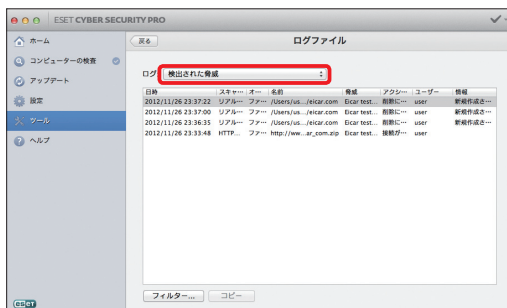 ESET CYBER SECURITY PRO
ホーム
コンピューターの検査
アップデート
設定
ツール
ヘルプ
戻る
ログファイル
ログ: 検出された脅威
日時 スキャ… オ… 名前 脅威 アクシ… ユーザー 情報
2012/11/26 23:37:22 リアル… ファ… /Users/us.../eicar.com Eicar test... 削除に… user 新規作成さ…
2012/11/26 23:37:00 リアル… ファ… /Users/us.../eicar.com Eicar test... 削除に… user 新規作成さ…
2012/11/26 23:36:35 リアル… ファ… /Users/us.../eicar.com Eicar test... 削除に… user 新規作成さ…
2012/11/26 23:33:48 HTTP... ファ… http://ww...ar_com.zip Eicar test... 接続が… user
フィルター... コピー
eseT